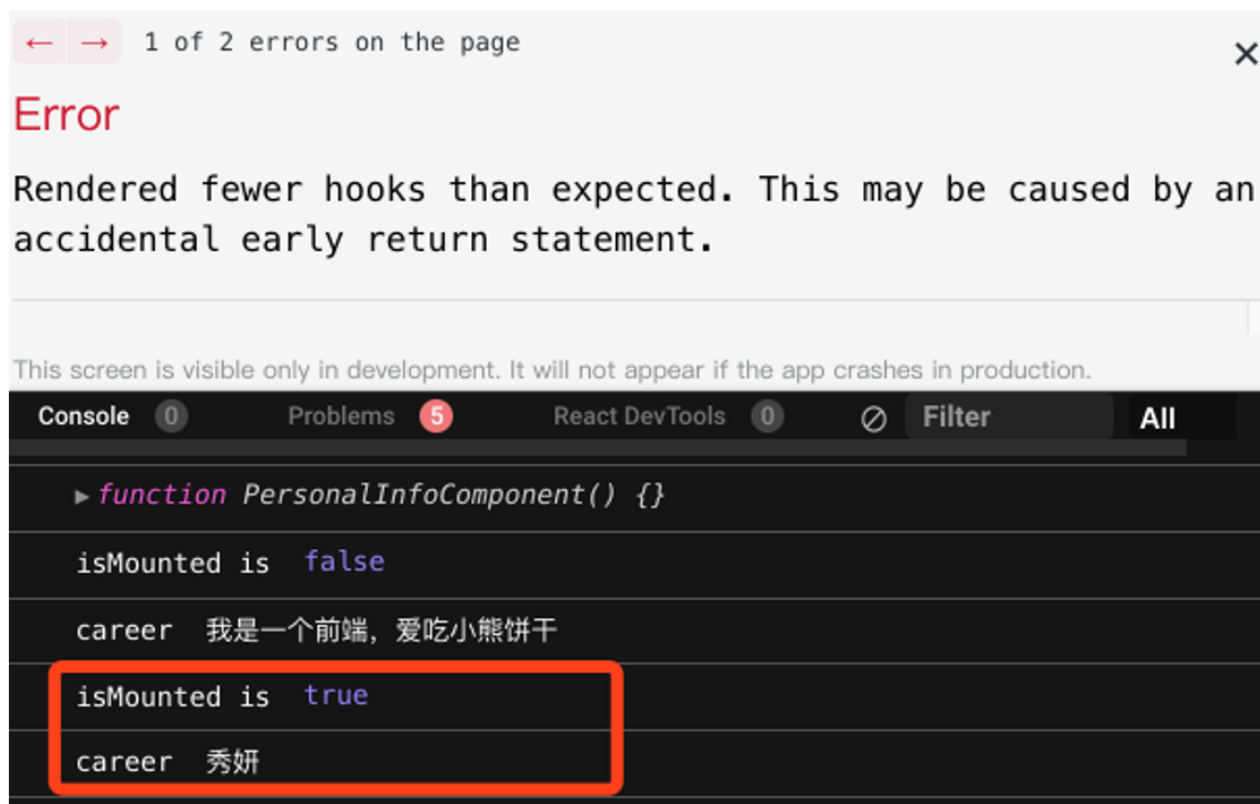 ← → 1 of 2 errors on the page ×
Error
Rendered fewer hooks than expected. This may be caused by an
accidental early return statement.
This screen is visible only in development. It will not appear if the app crashes in production.
Console 0 Problems 5 React DevTools 0 Filter All
▶ function PersonalInfoComponent() {}
isMounted is false
career 我是一个前端，爱吃小熊饼干
isMounted is true
career 秀妍